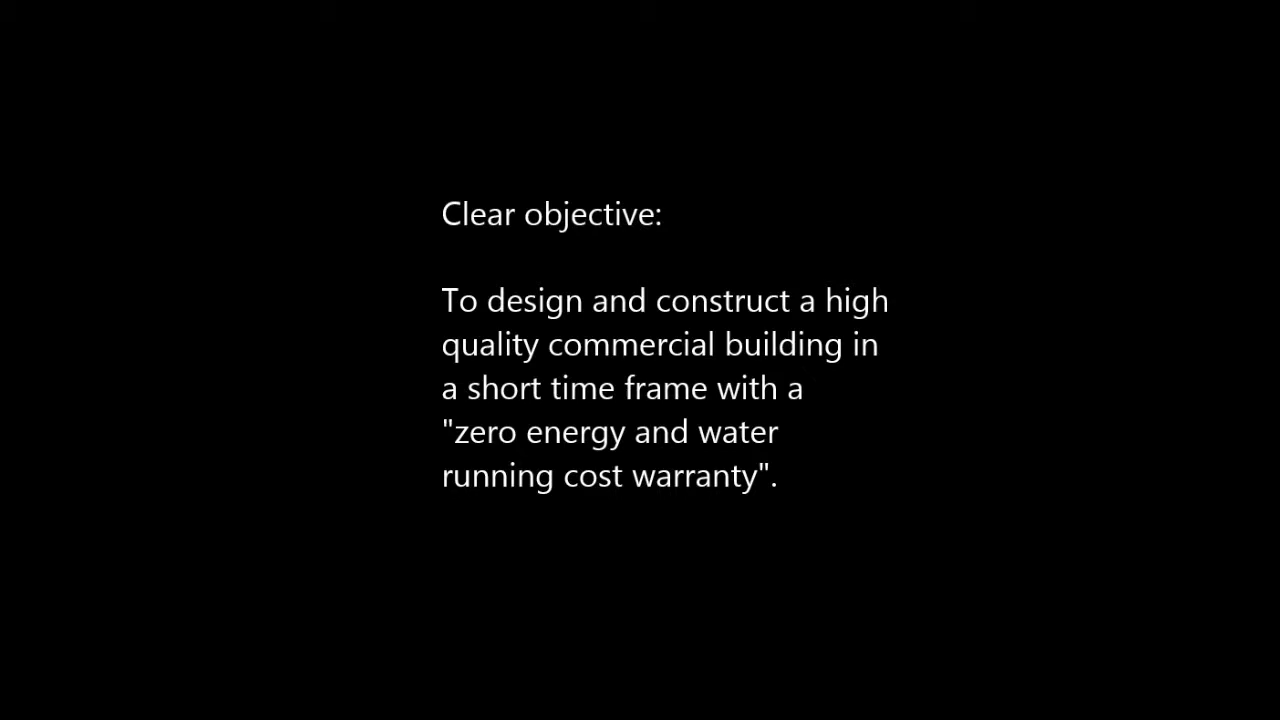 Clear objective:
To design and construct a high
quality commercial building in
a short time frame with a
"zero energy and water
running cost warranty".